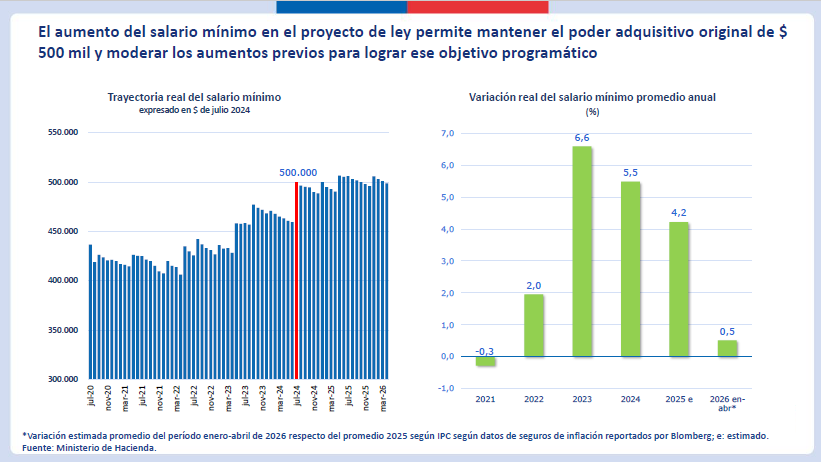 El aumento del salario mínimo en el proyecto de ley permite mantener el poder adquisitivo original de $
500 mil y moderar los aumentos previos para lograr ese objetivo programático
Trayectoria real del salario mínimo
expresado en $ de julio 2024
550.000
500.000
450.000
400.000
350.000
300.000
500.000
jul-20
nov-20
mar-21
jul-21
nov-21
mar-22
jul-22
nov-22
mar-23
jul-23
nov-23
mar-24
jul-24
nov-24
mar-25
jul-25
nov-25
mar-26
Variación real del salario mínimo promedio anual
(%)
7,0
6,0
5,0
4,0
3,0
2,0
1,0
0,0
-1,0
-0,3
2,0
6,6
5,5
4,2
0,5
2021
2022
2023
2024
2025 e
2026 en-
abr*
*Variación estimada promedio del período enero-abril de 2026 respecto del promedio 2025 según IPC según datos de seguros de inflación reportados por Blomberg; e: estimado.
Fuente: Ministerio de Hacienda.